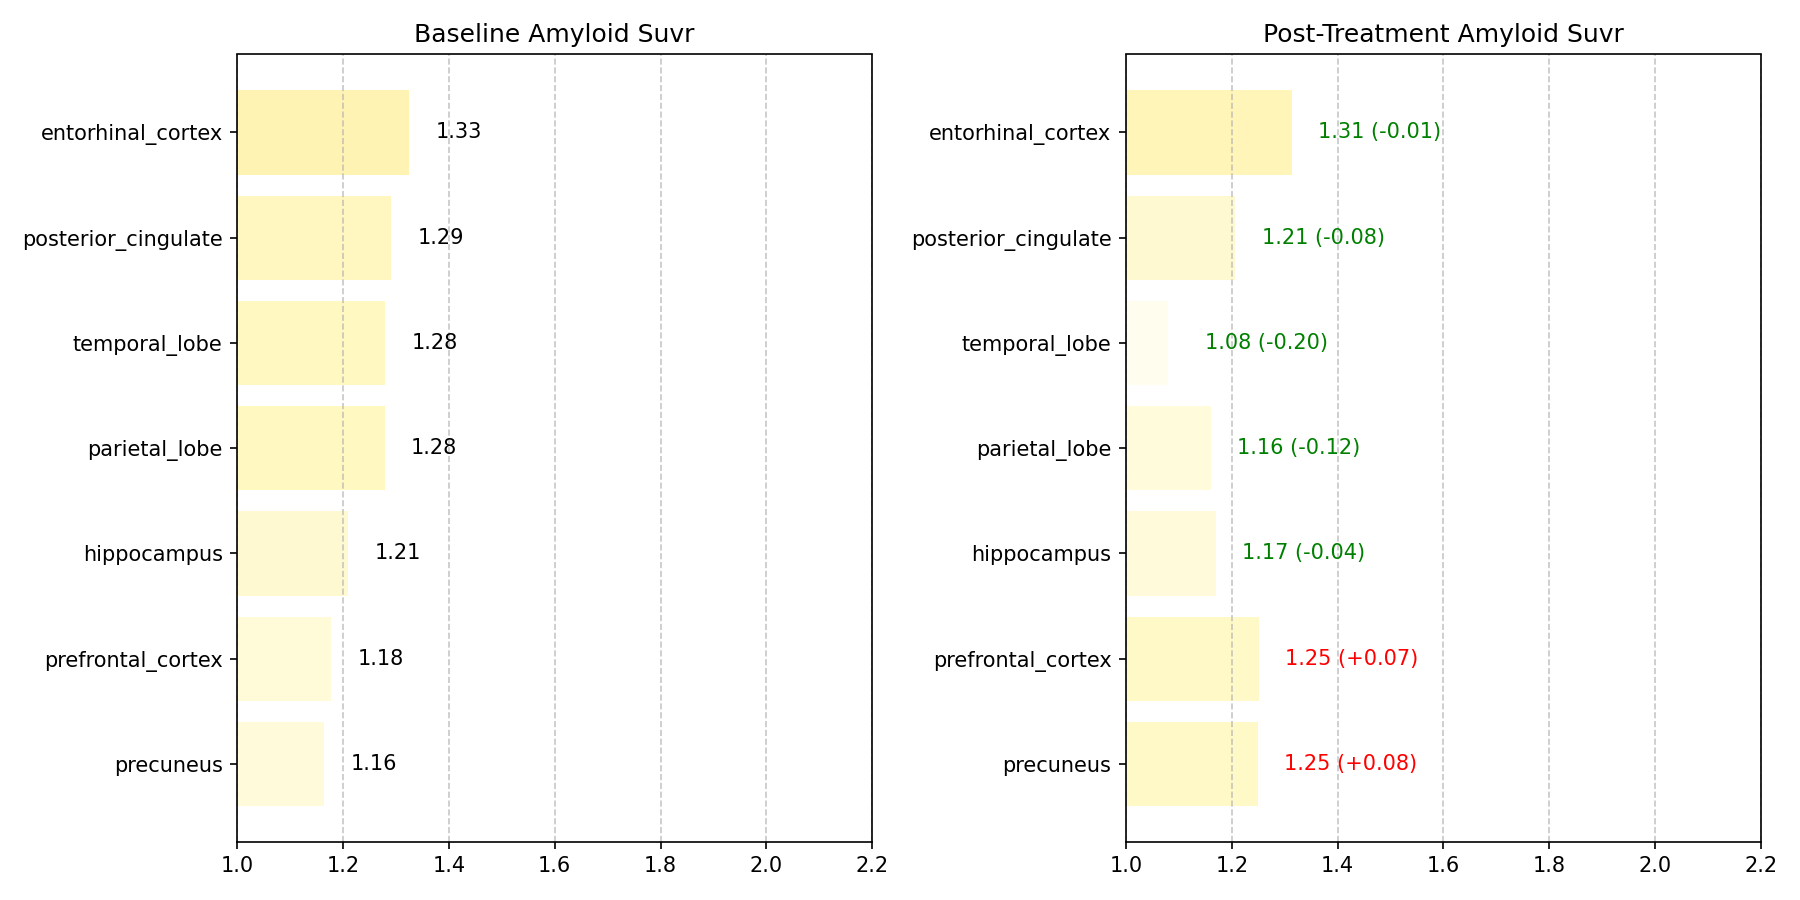 Baseline Amyloid Suvr
entorhinal_cortex 1.33
posterior_cingulate 1.29
temporal_lobe 1.28
parietal_lobe 1.28
hippocampus 1.21
prefrontal_cortex 1.18
precuneus 1.16
1.0 1.2 1.4 1.6 1.8 2.0 2.2
Post-Treatment Amyloid Suvr
entorhinal_cortex 1.31 (-0.01)
posterior_cingulate 1.21 (-0.08)
temporal_lobe 1.08 (-0.20)
parietal_lobe 1.16 (-0.12)
hippocampus 1.17 (-0.04)
prefrontal_cortex 1.25 (+0.07)
precuneus 1.25 (+0.08)
1.0 1.2 1.4 1.6 1.8 2.0 2.2